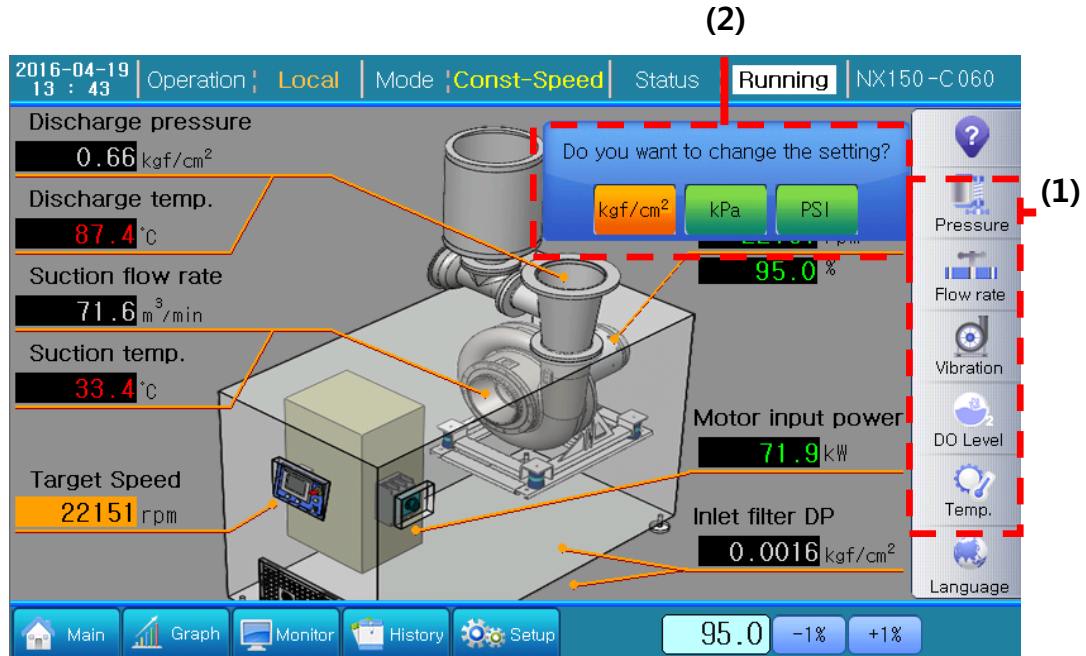 (2)
2016-04-19
13 : 43
Operation ¦ Local
Mode ¦ Const-Speed
Status
Running
NX150-C060
Discharge pressure
0.66 kgf/cm²
Discharge temp.
87.4 °C
Suction flow rate
71.6 m³/min
Suction temp.
33.4 °C
Target Speed
22151 rpm
Do you want to change the setting?
kgf/cm² kPa PSI
95.0 %
Motor input power
71.9 kW
Inlet filter DP
0.0016 kgf/cm²
?
(1)
Pressure
Flow rate
Vibration
DO Level
Temp.
Language
Main Graph Monitor History Setup
95.0 -1% +1%